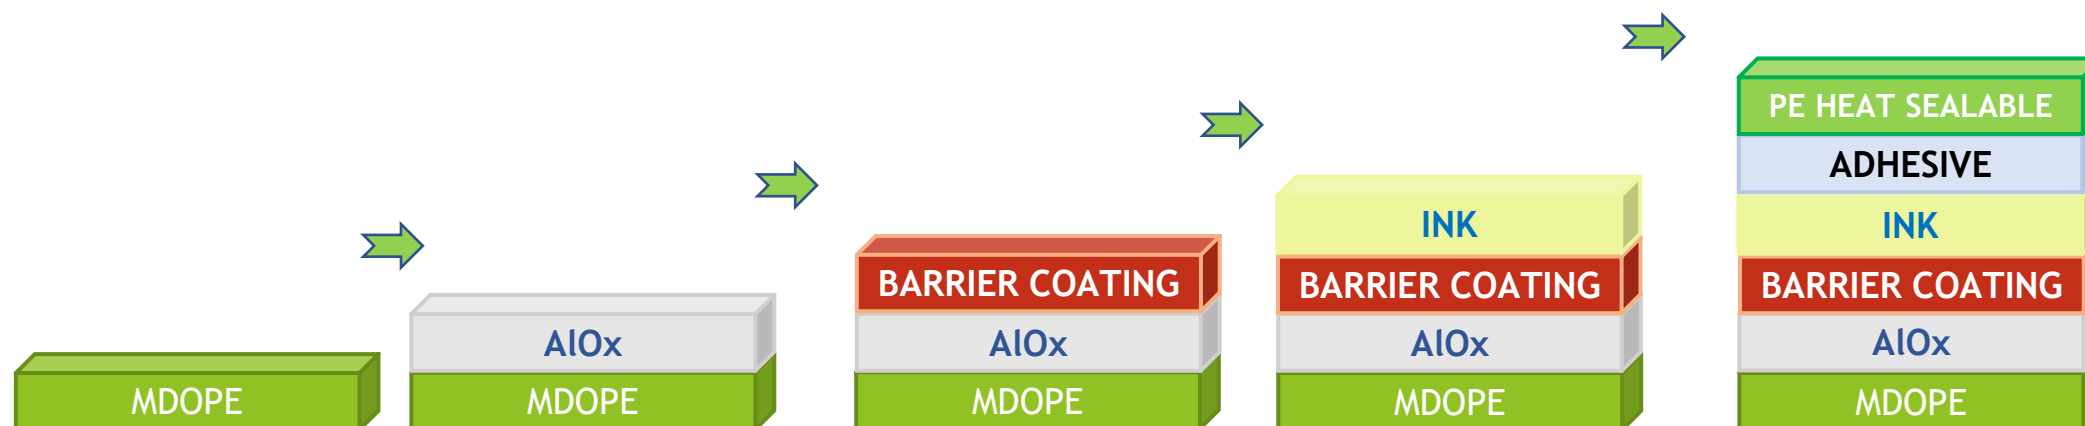 MDOPE
AlOx
MDOPE
BARRIER COATING
AlOx
MDOPE
INK
BARRIER COATING
AlOx
MDOPE
PE HEAT SEALABLE
ADHESIVE
INK
BARRIER COATING
AlOx
MDOPE